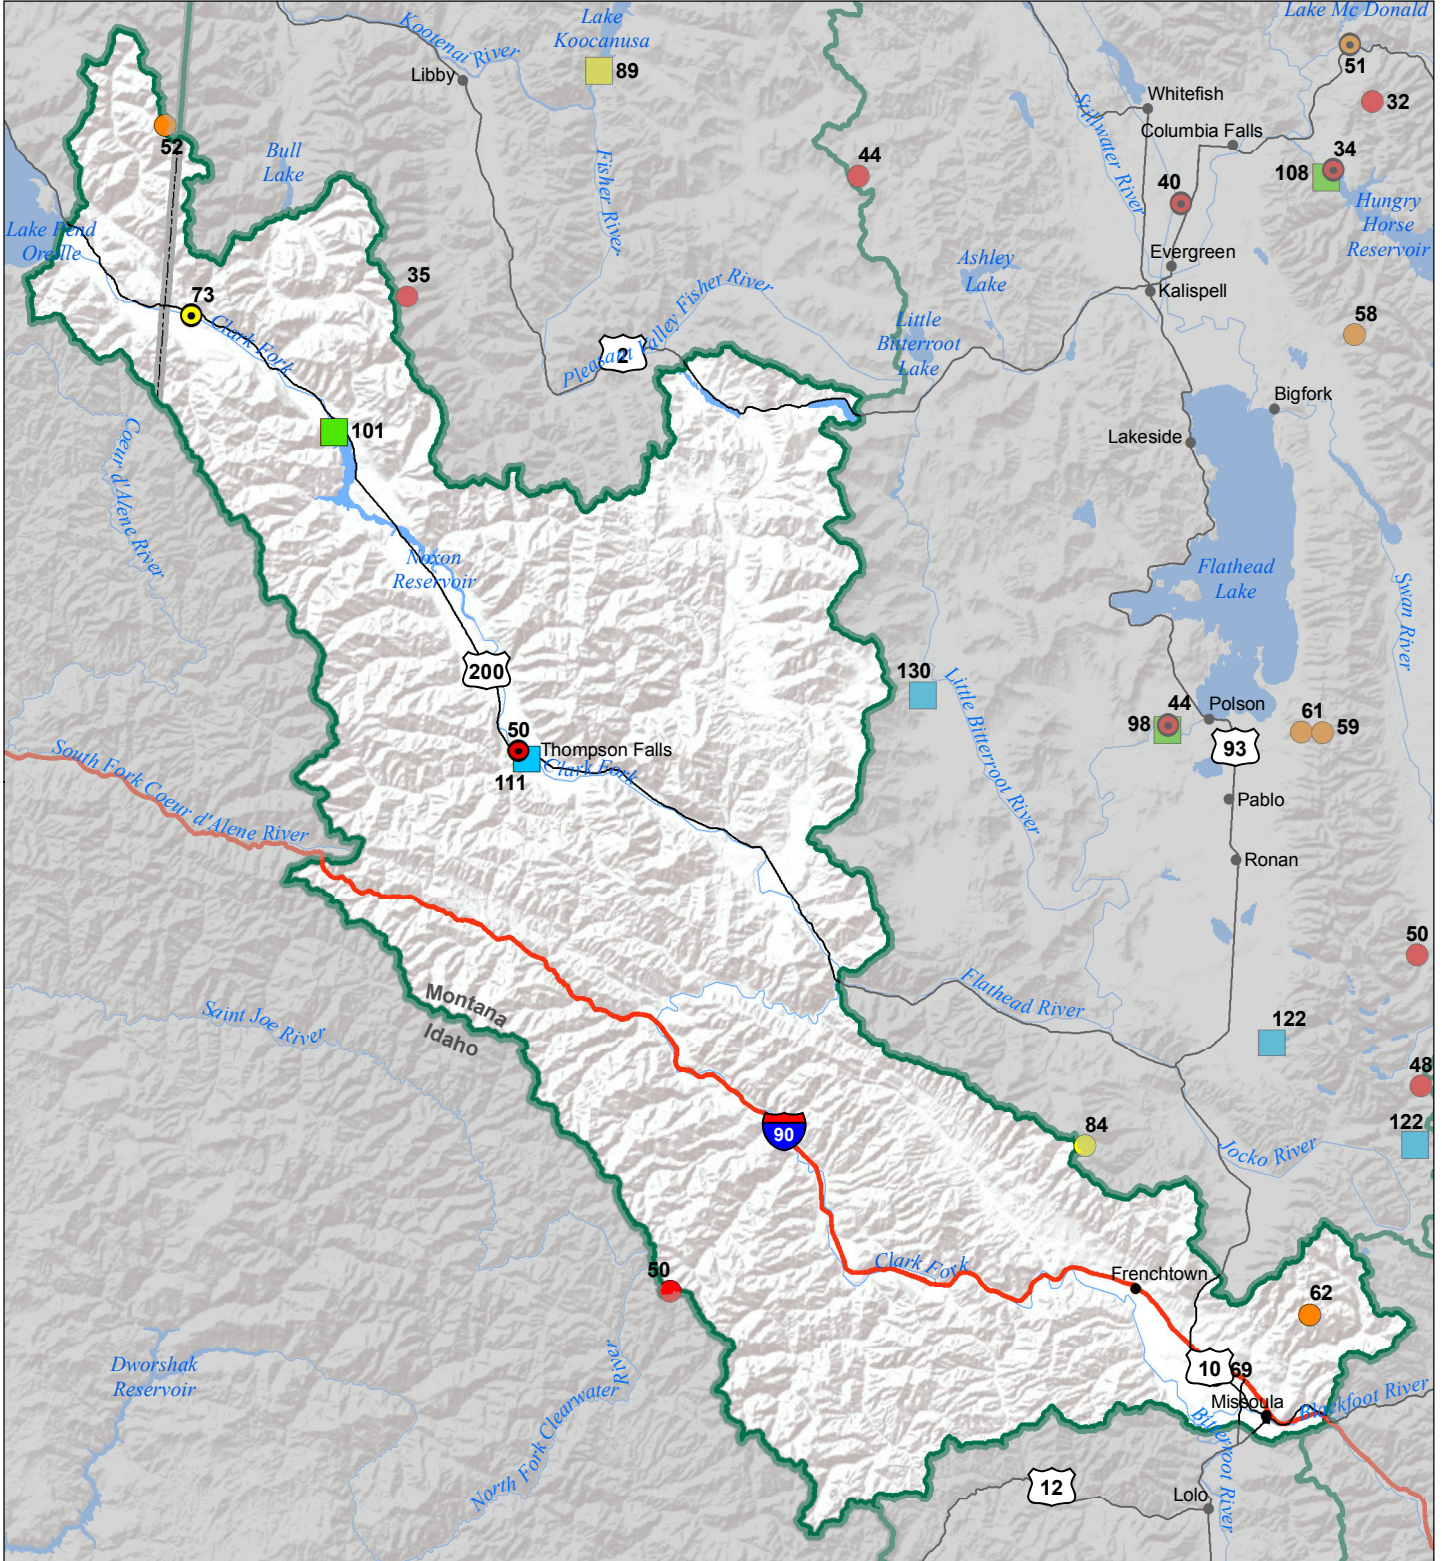 Lake Mc Donald
Lake
Koocanusa
Kootenai River
Libby
89
51
32
Whitefish
Columbia Falls
Stillwater River
52
Bull
Lake
Fisher River
44
40
108
34
Hungry
Horse
Reservoir
Lake Pend
Oreille
35
73
Clark Fork
Evergreen
Kalispell
Ashley
Lake
58
Pleasant Valley Fisher River
2
Little
Bitterroot
Lake
Bigfork
101
Lakeside
Coeur d'Alene River
Noxon
Reservoir
Flathead
Lake
Swan River
200
130
Little Bitterroot River
44
98
Polson
61
59
93
50
Thompson Falls
111
Clark Fork
South Fork Coeur d'Alene River
Pablo
Ronan
50
Montana
Idaho
Saint Joe River
Flathead River
122
48
90
84
122
Jocko River
50
Clark Fork
Frenchtown
62
Dworshak
Reservoir
North Fork Clearwater
River
10
69
Missoula
Blackfoot River
Bitterroot River
12
Lolo